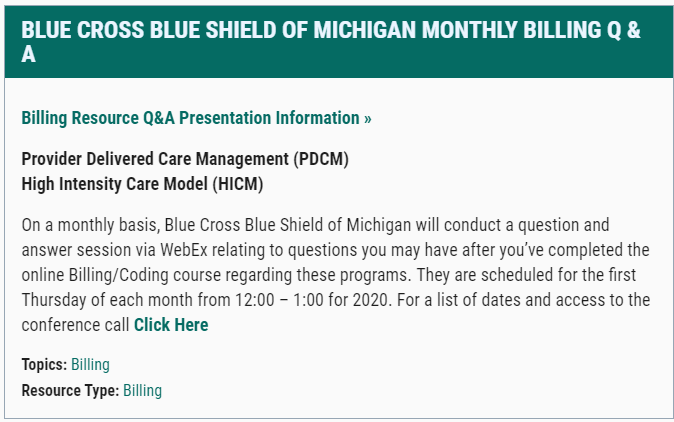 BLUE CROSS BLUE SHIELD OF MICHIGAN MONTHLY BILLING Q &
A
Billing Resource Q&A Presentation Information »
Provider Delivered Care Management (PDCM)
High Intensity Care Model (HICM)
On a monthly basis, Blue Cross Blue Shield of Michigan will conduct a question and
answer session via WebEx relating to questions you may have after you’ve completed the
online Billing/Coding course regarding these programs. They are scheduled for the first
Thursday of each month from 12:00 – 1:00 for 2020. For a list of dates and access to the
conference call Click Here
Topics: Billing
Resource Type: Billing